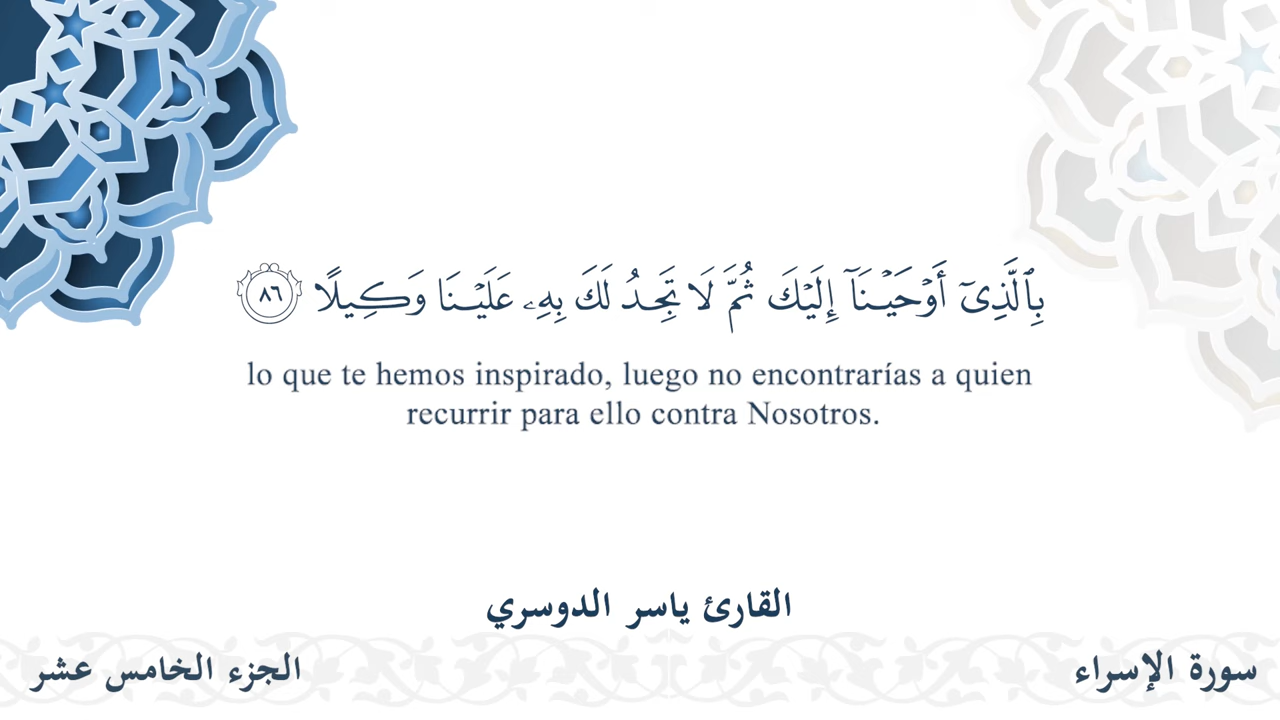 بِٱلَّذِىٓ أَوۡحَيۡنَآ إِلَيۡكَ ثُمَّ لَا تَجِدُ لَكَ بِهِۦ عَلَيۡنَا وَكِيلًا ٨٦
lo que te hemos inspirado, luego no encontrarías a quien
recurrir para ello contra Nosotros.
القارئ ياسر الدوسري
سورة الإسراء
الجزء الخامس عشر